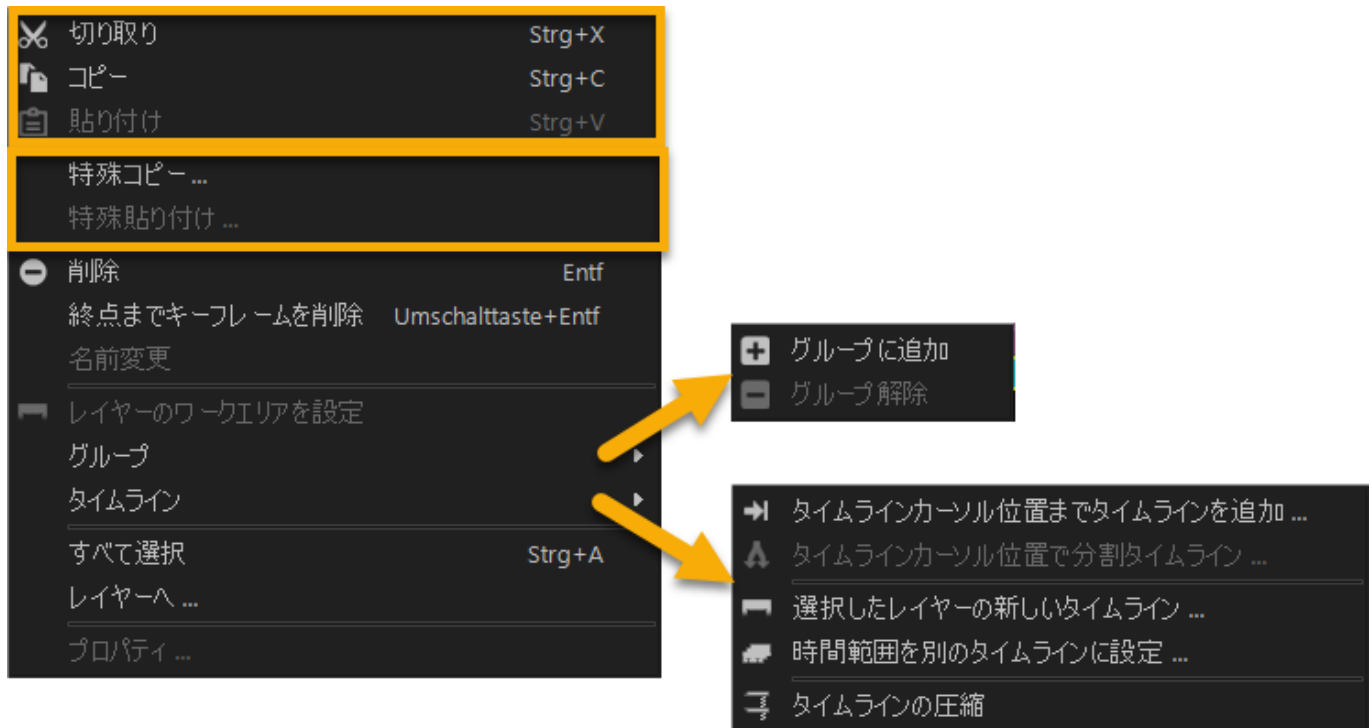 切り取り Strg+X
コピー Strg+C
貼り付け Strg+V
特殊コピー ...
特殊貼り付け ...
削除 Entf
終点までキーフレームを削除 Umschalttaste+Entf
名前変更
レイヤーのワークエリアを設定
グループ
タイムライン
すべて選択 Strg+A
レイヤーへ ...
プロパティ ...
グループに追加
グループ解除
タイムラインカーソル位置までタイムラインを追加 ...
タイムラインカーソル位置で分割タイムライン ...
選択したレイヤーの新しいタイムライン ...
時間範囲を別のタイムラインに設定 ...
タイムラインの圧縮